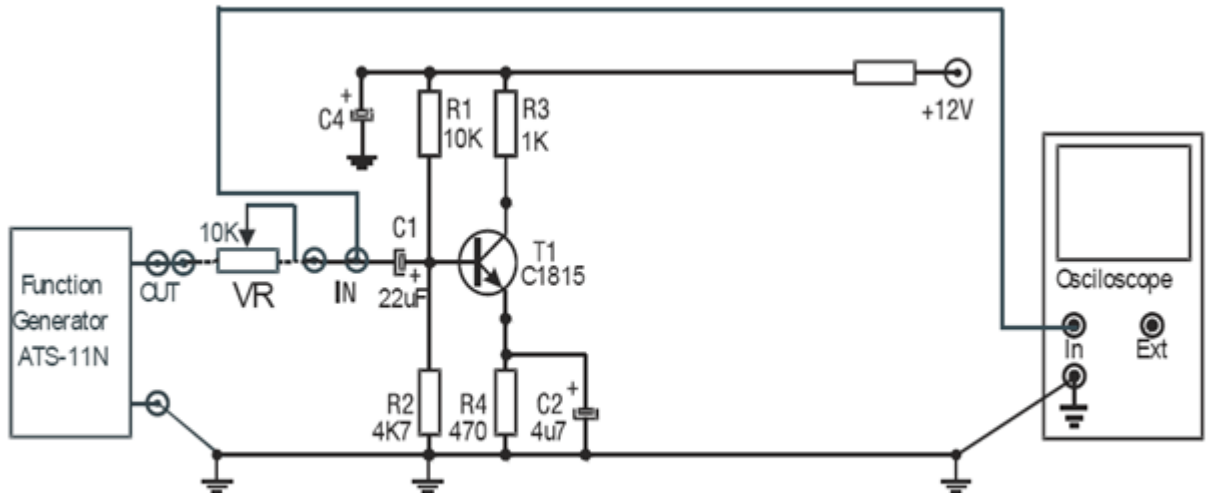 C4
+
R1
10K
R3
1K
+12V
10K
C1
+
22uF
T1
C1815
Function
Generator
ATS-11N
OUT
VR
IN
Osciloscope
In
Ext
R2
4K7
R4
470
C2
+
4u7